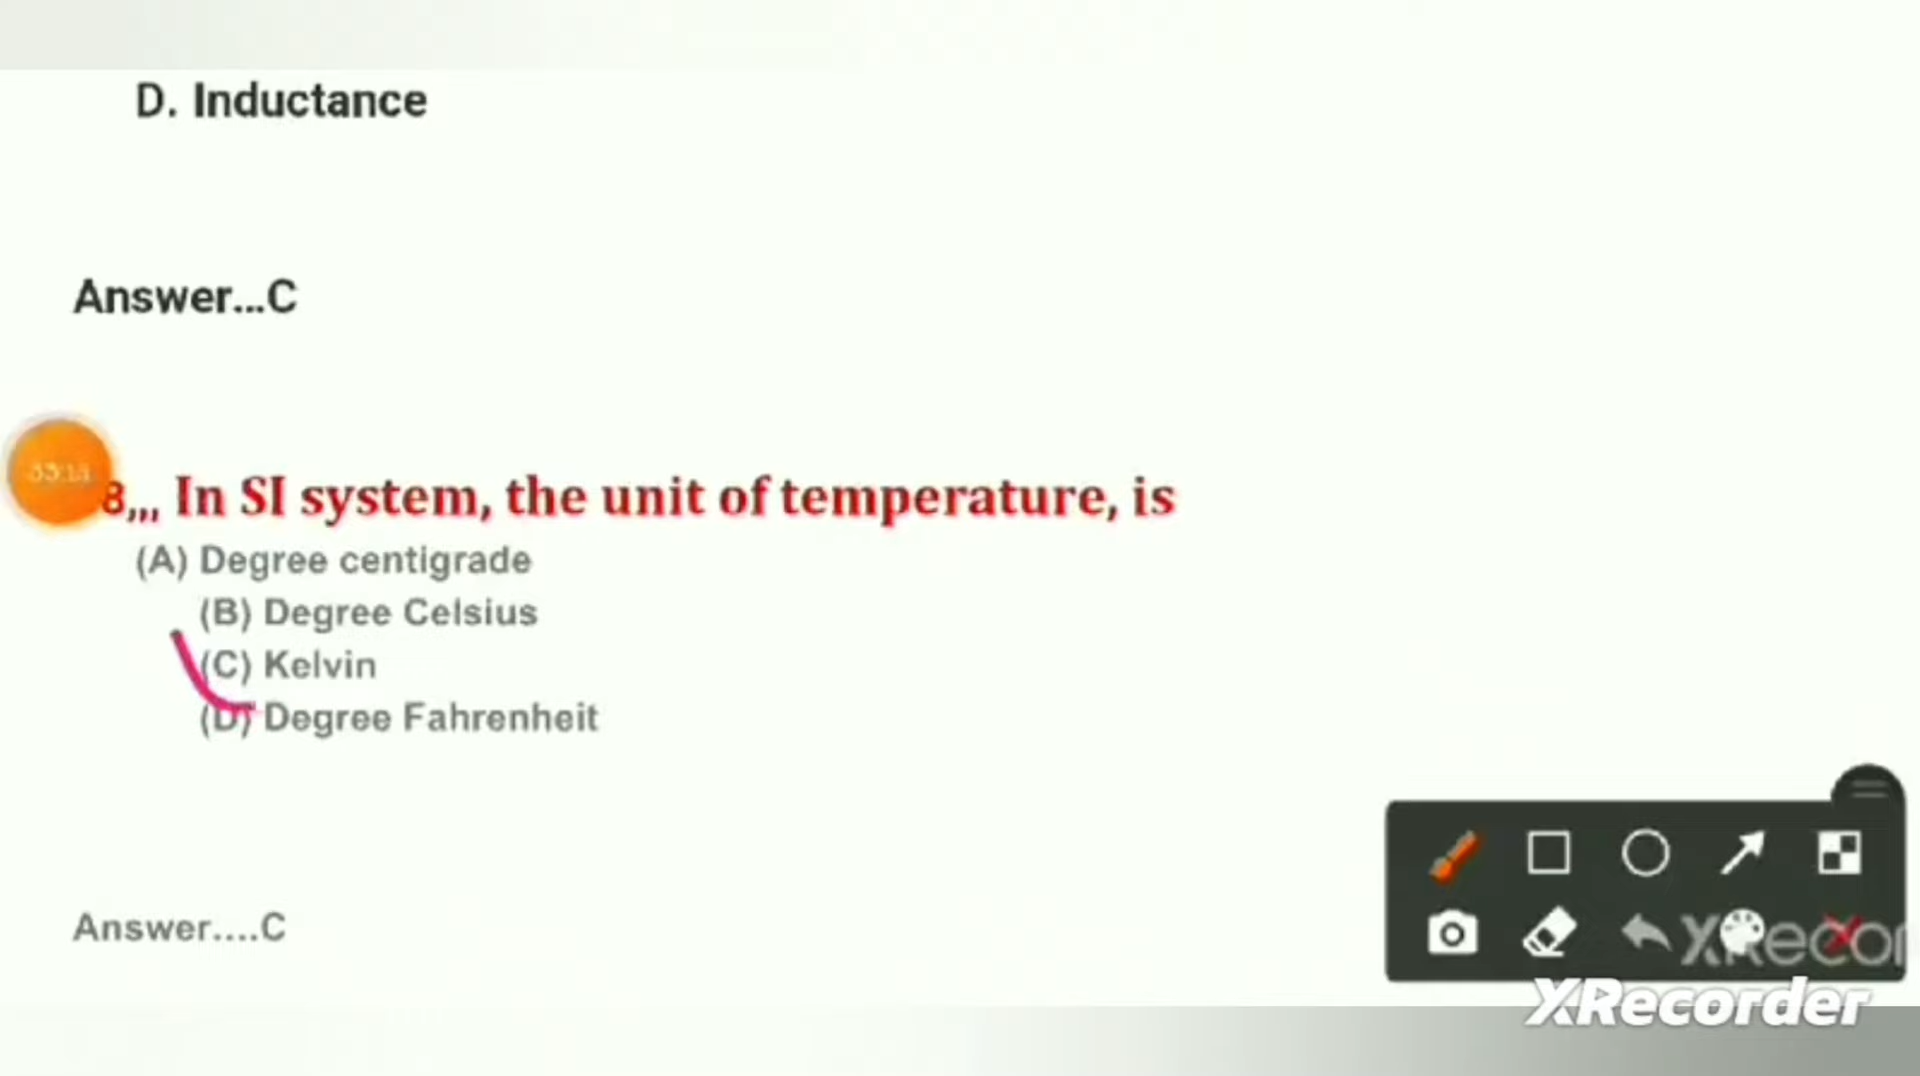 D. Inductance
Answer...C
8,,, In SI system, the unit of temperature, is
(A) Degree centigrade
(B) Degree Celsius
(C) Kelvin
(D) Degree Fahrenheit
Answer....C
XRecor
XRecorder